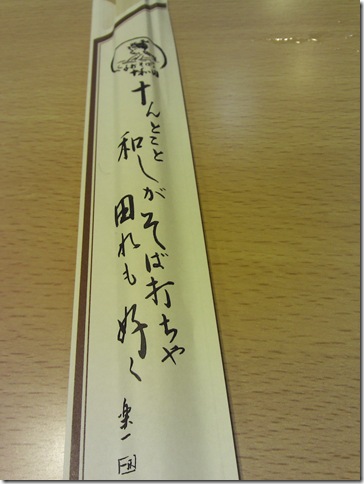 十んとこと
和しがそば打ちゃ
田れも好く
楽一